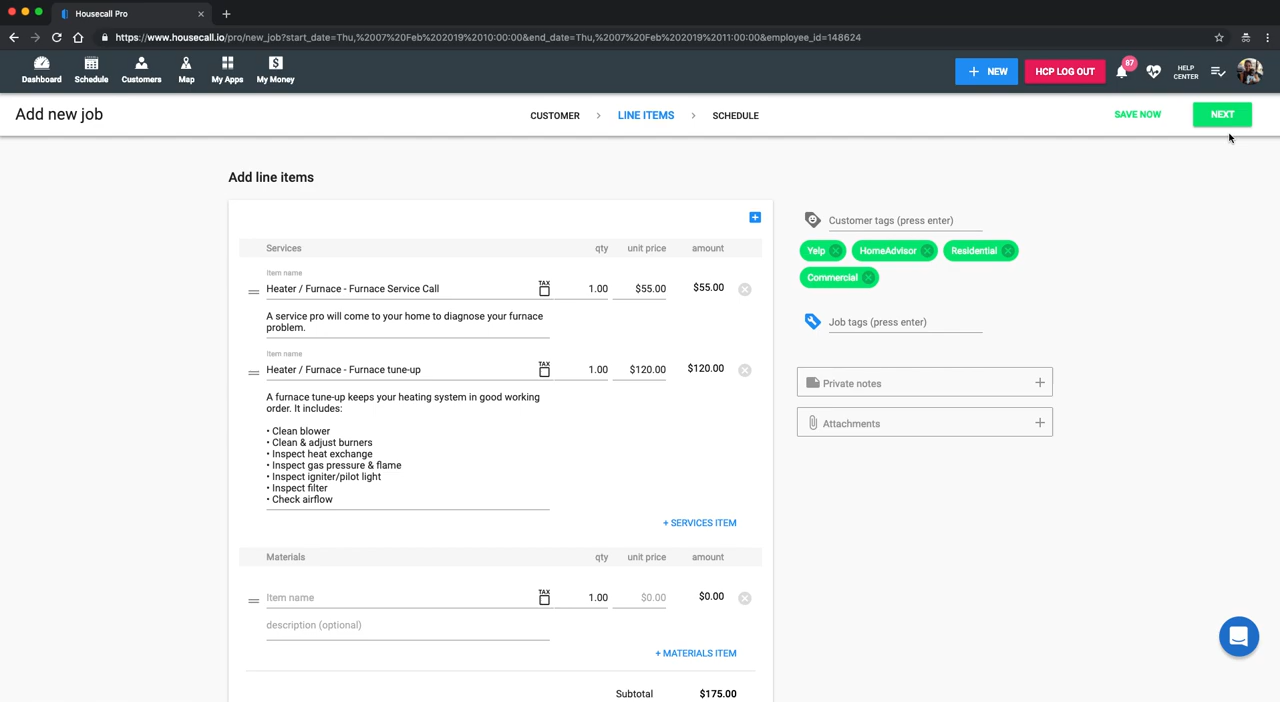 Housecall Pro
https://www.housecall.io/pro/new_job?start_date=Thu,%2007%20Feb%202019%2010:00:00&end_date=Thu,%2007%20Feb%202019%2011:00:00&employee_id=148624
Dashboard Schedule Customers Map My Apps My Money
+ NEW HCP LOG OUT 87 HELP CENTER
Add new job CUSTOMER > LINE ITEMS > SCHEDULE SAVE NOW NEXT
Add line items
Services qty unit price amount
Item name
Heater / Furnace - Furnace Service Call TAX 1.00 $55.00 $55.00
A service pro will come to your home to diagnose your furnace
problem.
Item name
Heater / Furnace - Furnace tune-up TAX 1.00 $120.00 $120.00
A furnace tune-up keeps your heating system in good working
order. It includes:
• Clean blower
• Clean & adjust burners
• Inspect heat exchange
• Inspect gas pressure & flame
• Inspect igniter/pilot light
• Inspect filter
• Check airflow
+ SERVICES ITEM
Materials qty unit price amount
Item name TAX 1.00 $0.00 $0.00
description (optional)
+ MATERIALS ITEM
Subtotal $175.00
Customer tags (press enter)
Yelp HomeAdvisor Residential
Commercial
Job tags (press enter)
Private notes
Attachments